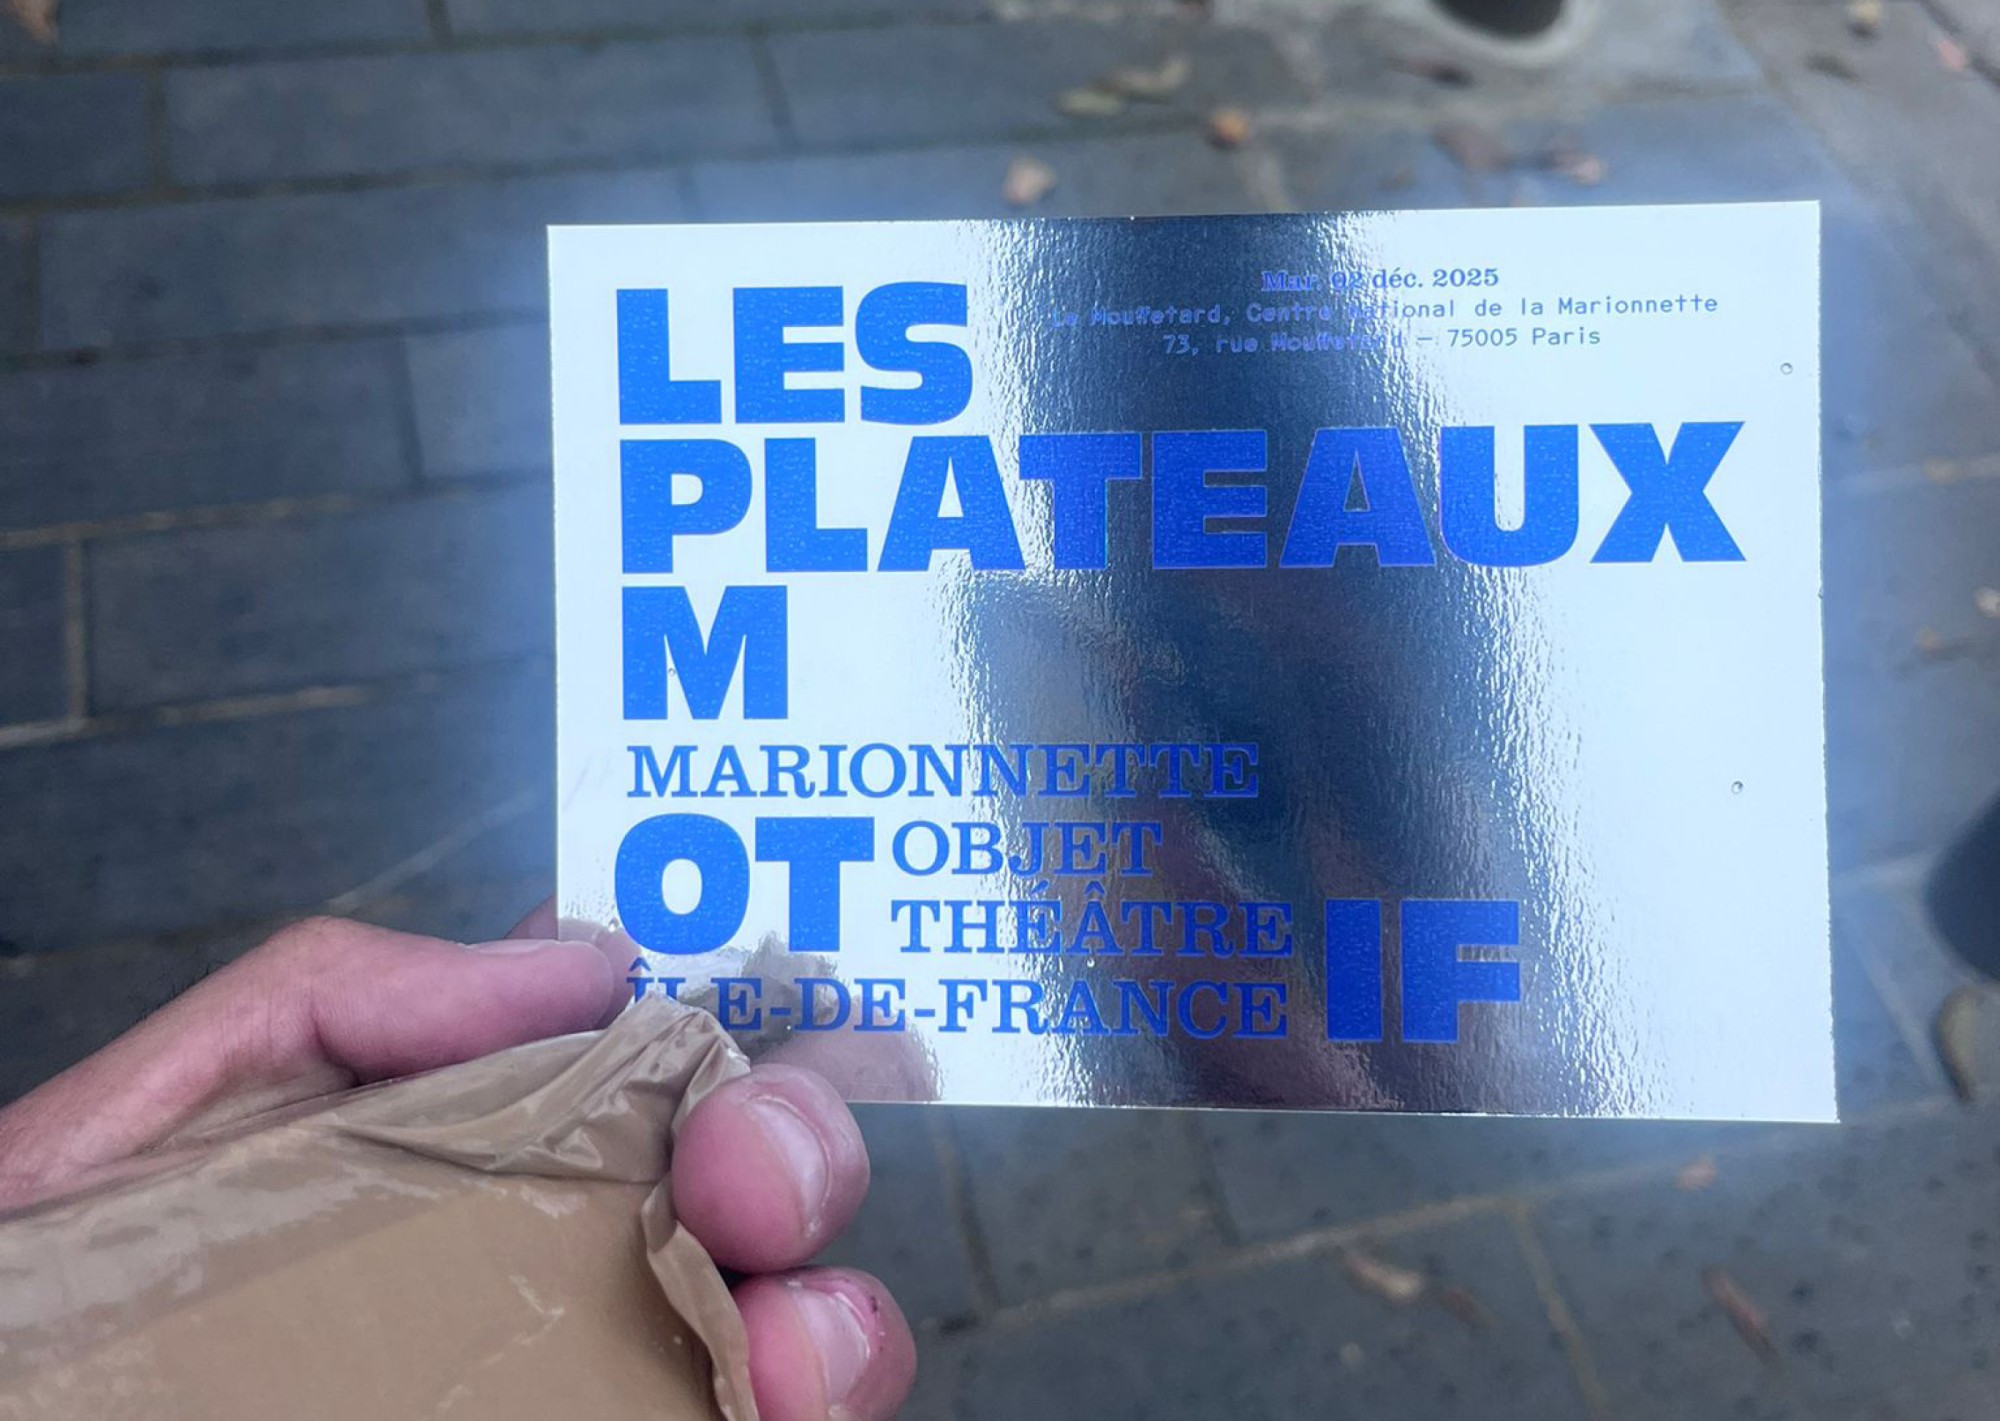 Mar. 02 déc. 2025
Le Mouffetard, Centre National de la Marionnette
73, rue Mouffetard — 75005 Paris
LES
PLATEAUX
M
MARIONNETTE
OT OBJET
THÉÂTRE IF
ÎLE-DE-FRANCE